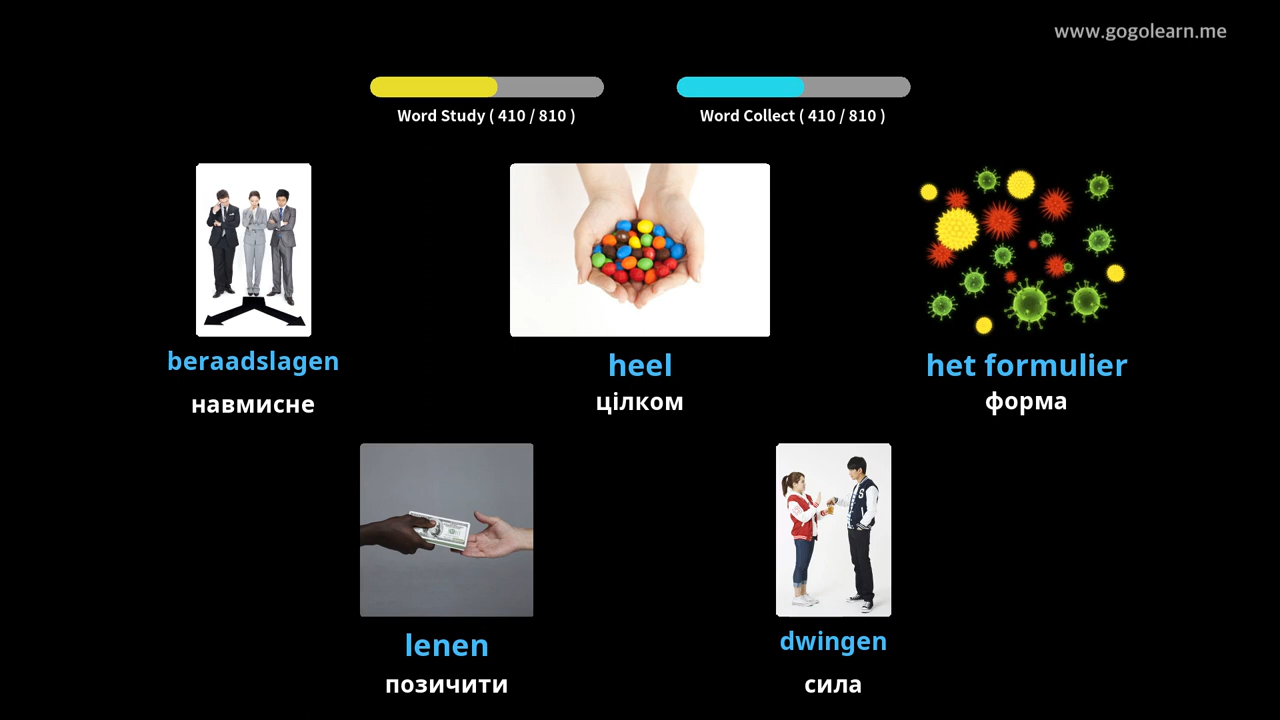 www.gogolearn.me
Word Study ( 410 / 810 )
Word Collect ( 410 / 810 )
beraadslagen
навмисне
heel
цілком
het formulier
форма
lenen
позичити
dwingen
сила